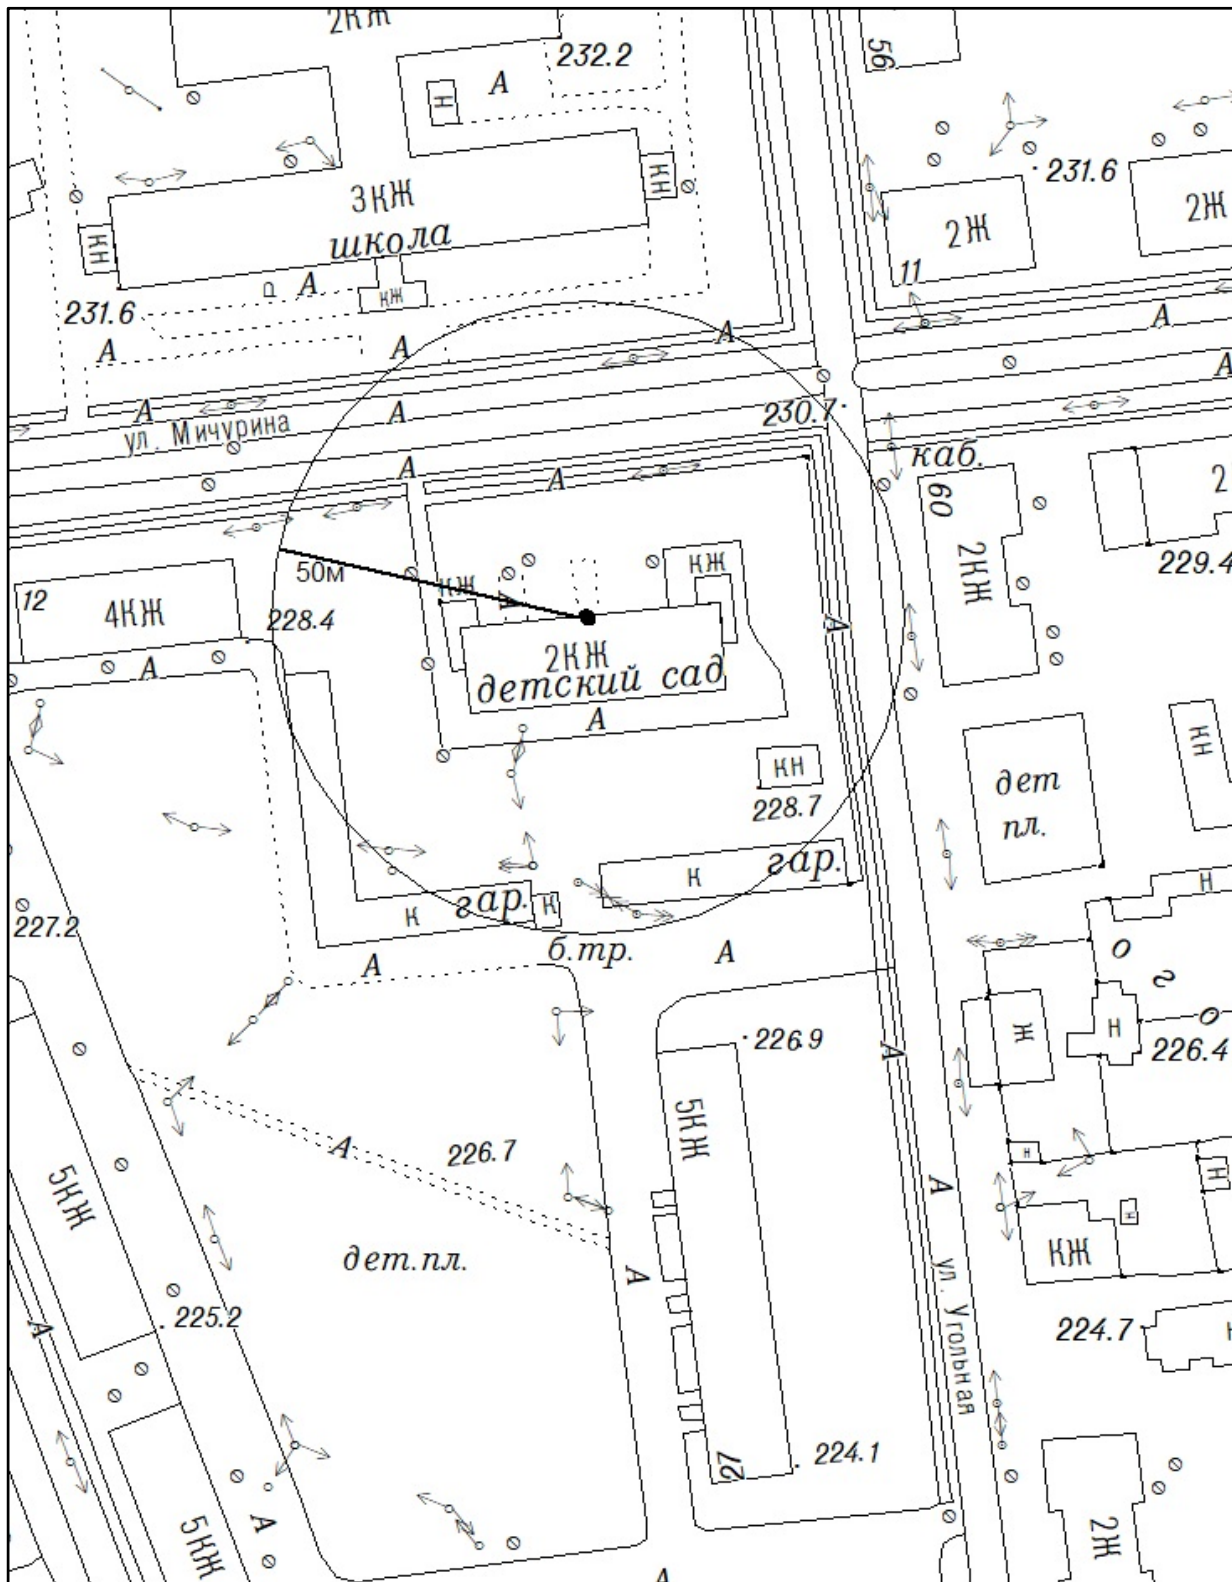 2КЖ
232.2
56
А
Н
231.6
3КЖ
КН
школа
2Ж
2Ж
КН
А
11
КЖ
231.6
А
А
А
А
А
А
А
230.7
ул. Мичурина
А
А
каб.
60
2
229.4
2КЖ
50м
КЖ
КЖ
А
12
4КЖ
228.4
А
2КЖ
детский сад
А
А
КН
дет
пл.
КН
228.7
гар.
К
гар.
К
К
Н
227.2
б.тр.
А
А
о
г
о
Н
Ж
226.9
А
226.4
5КЖ
А
226.7
Н
Н
5КЖ
А
Н
КЖ
дет.пл.
А
ул. Угольная
225.2
А
224.7
Н
224.1
27
А
5КЖ
2Ж
А